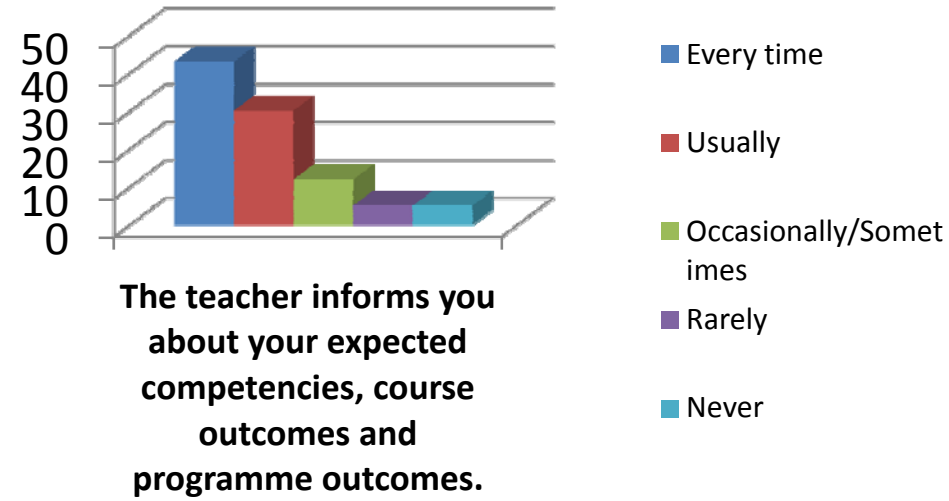 50
40
30
20
10
0
The teacher informs you
about your expected
competencies, course
outcomes and
programme outcomes.
Every time
Usually
Occasionally/Somet
imes
Rarely
Never